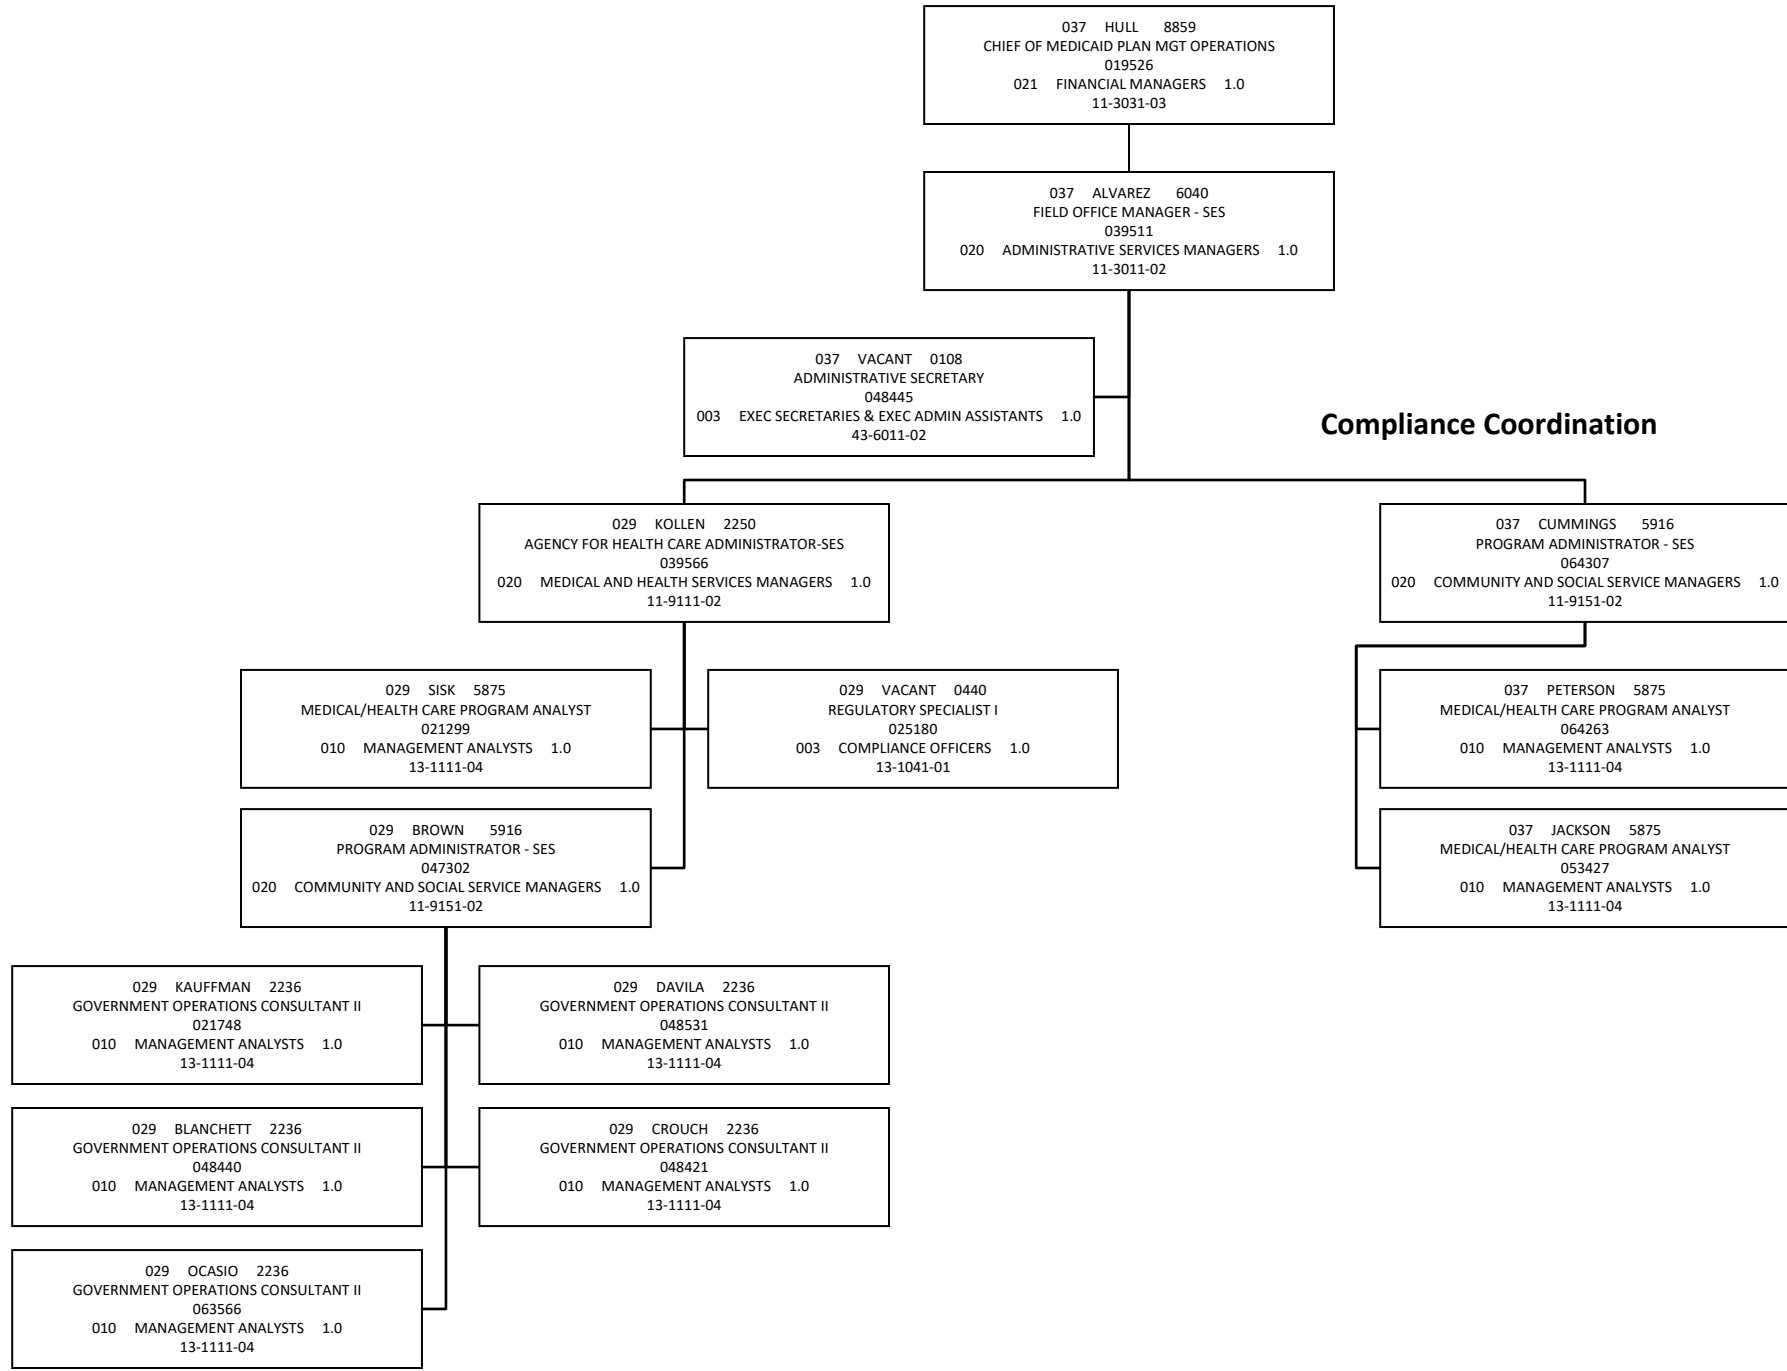 037 HULL 8859
CHIEF OF MEDICAID PLAN MGT OPERATIONS
019526
021 FINANCIAL MANAGERS 1.0
11-3031-03
037 ALVAREZ 6040
FIELD OFFICE MANAGER - SES
039511
020 ADMINISTRATIVE SERVICES MANAGERS 1.0
11-3011-02
037 VACANT 0108
ADMINISTRATIVE SECRETARY
048445
003 EXEC SECRETARIES & EXEC ADMIN ASSISTANTS 1.0
43-6011-02
Compliance Coordination
029 KOLLEN 2250
AGENCY FOR HEALTH CARE ADMINISTRATOR-SES
039566
020 MEDICAL AND HEALTH SERVICES MANAGERS 1.0
11-9111-02
037 CUMMINGS 5916
PROGRAM ADMINISTRATOR - SES
064307
020 COMMUNITY AND SOCIAL SERVICE MANAGERS 1.0
11-9151-02
029 SISK 5875
MEDICAL/HEALTH CARE PROGRAM ANALYST
021299
010 MANAGEMENT ANALYSTS 1.0
13-1111-04
029 VACANT 0440
REGULATORY SPECIALIST I
025180
003 COMPLIANCE OFFICERS 1.0
13-1041-01
037 PETERSON 5875
MEDICAL/HEALTH CARE PROGRAM ANALYST
064263
010 MANAGEMENT ANALYSTS 1.0
13-1111-04
029 BROWN 5916
PROGRAM ADMINISTRATOR - SES
047302
020 COMMUNITY AND SOCIAL SERVICE MANAGERS 1.0
11-9151-02
037 JACKSON 5875
MEDICAL/HEALTH CARE PROGRAM ANALYST
053427
010 MANAGEMENT ANALYSTS 1.0
13-1111-04
029 KAUFFMAN 2236
GOVERNMENT OPERATIONS CONSULTANT II
021748
010 MANAGEMENT ANALYSTS 1.0
13-1111-04
029 DAVILA 2236
GOVERNMENT OPERATIONS CONSULTANT II
048531
010 MANAGEMENT ANALYSTS 1.0
13-1111-04
029 BLANCHETT 2236
GOVERNMENT OPERATIONS CONSULTANT II
048440
010 MANAGEMENT ANALYSTS 1.0
13-1111-04
029 CROUCH 2236
GOVERNMENT OPERATIONS CONSULTANT II
048421
010 MANAGEMENT ANALYSTS 1.0
13-1111-04
029 OCASIO 2236
GOVERNMENT OPERATIONS CONSULTANT II
063566
010 MANAGEMENT ANALYSTS 1.0
13-1111-04